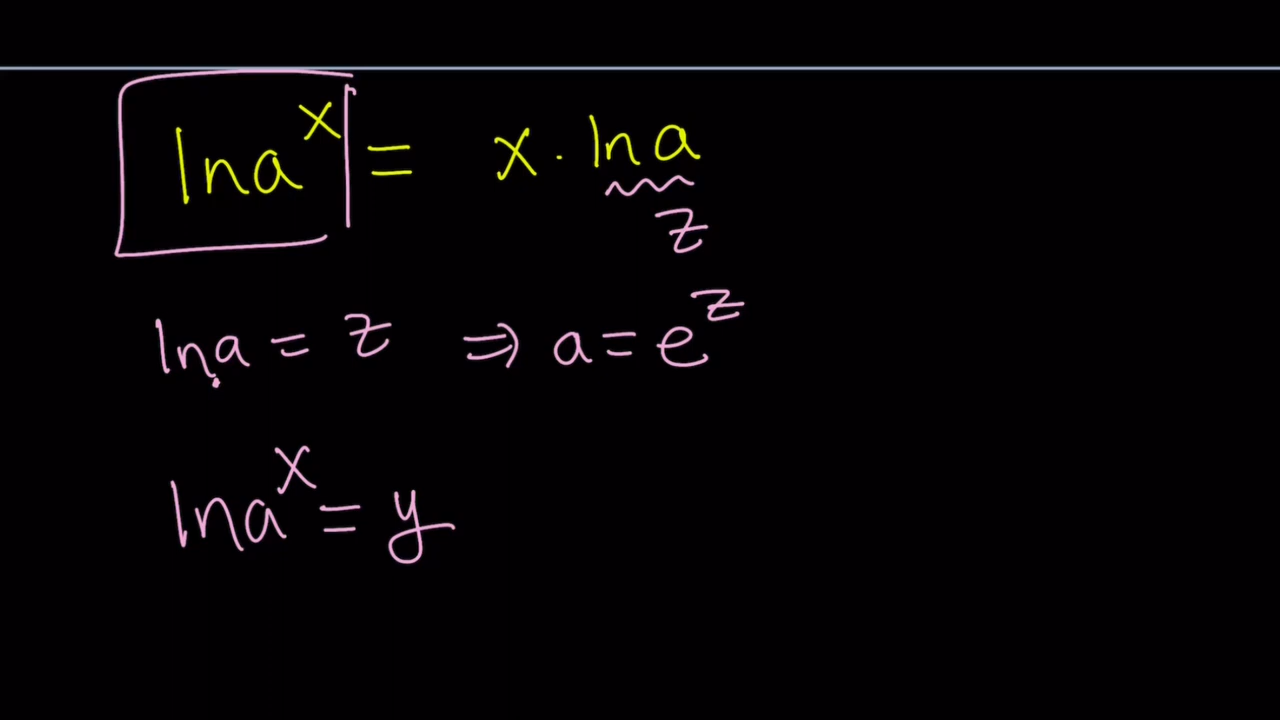 ln a^x = x · ln a
z
ln a = z ⇒ a = e^z
ln a^x = y